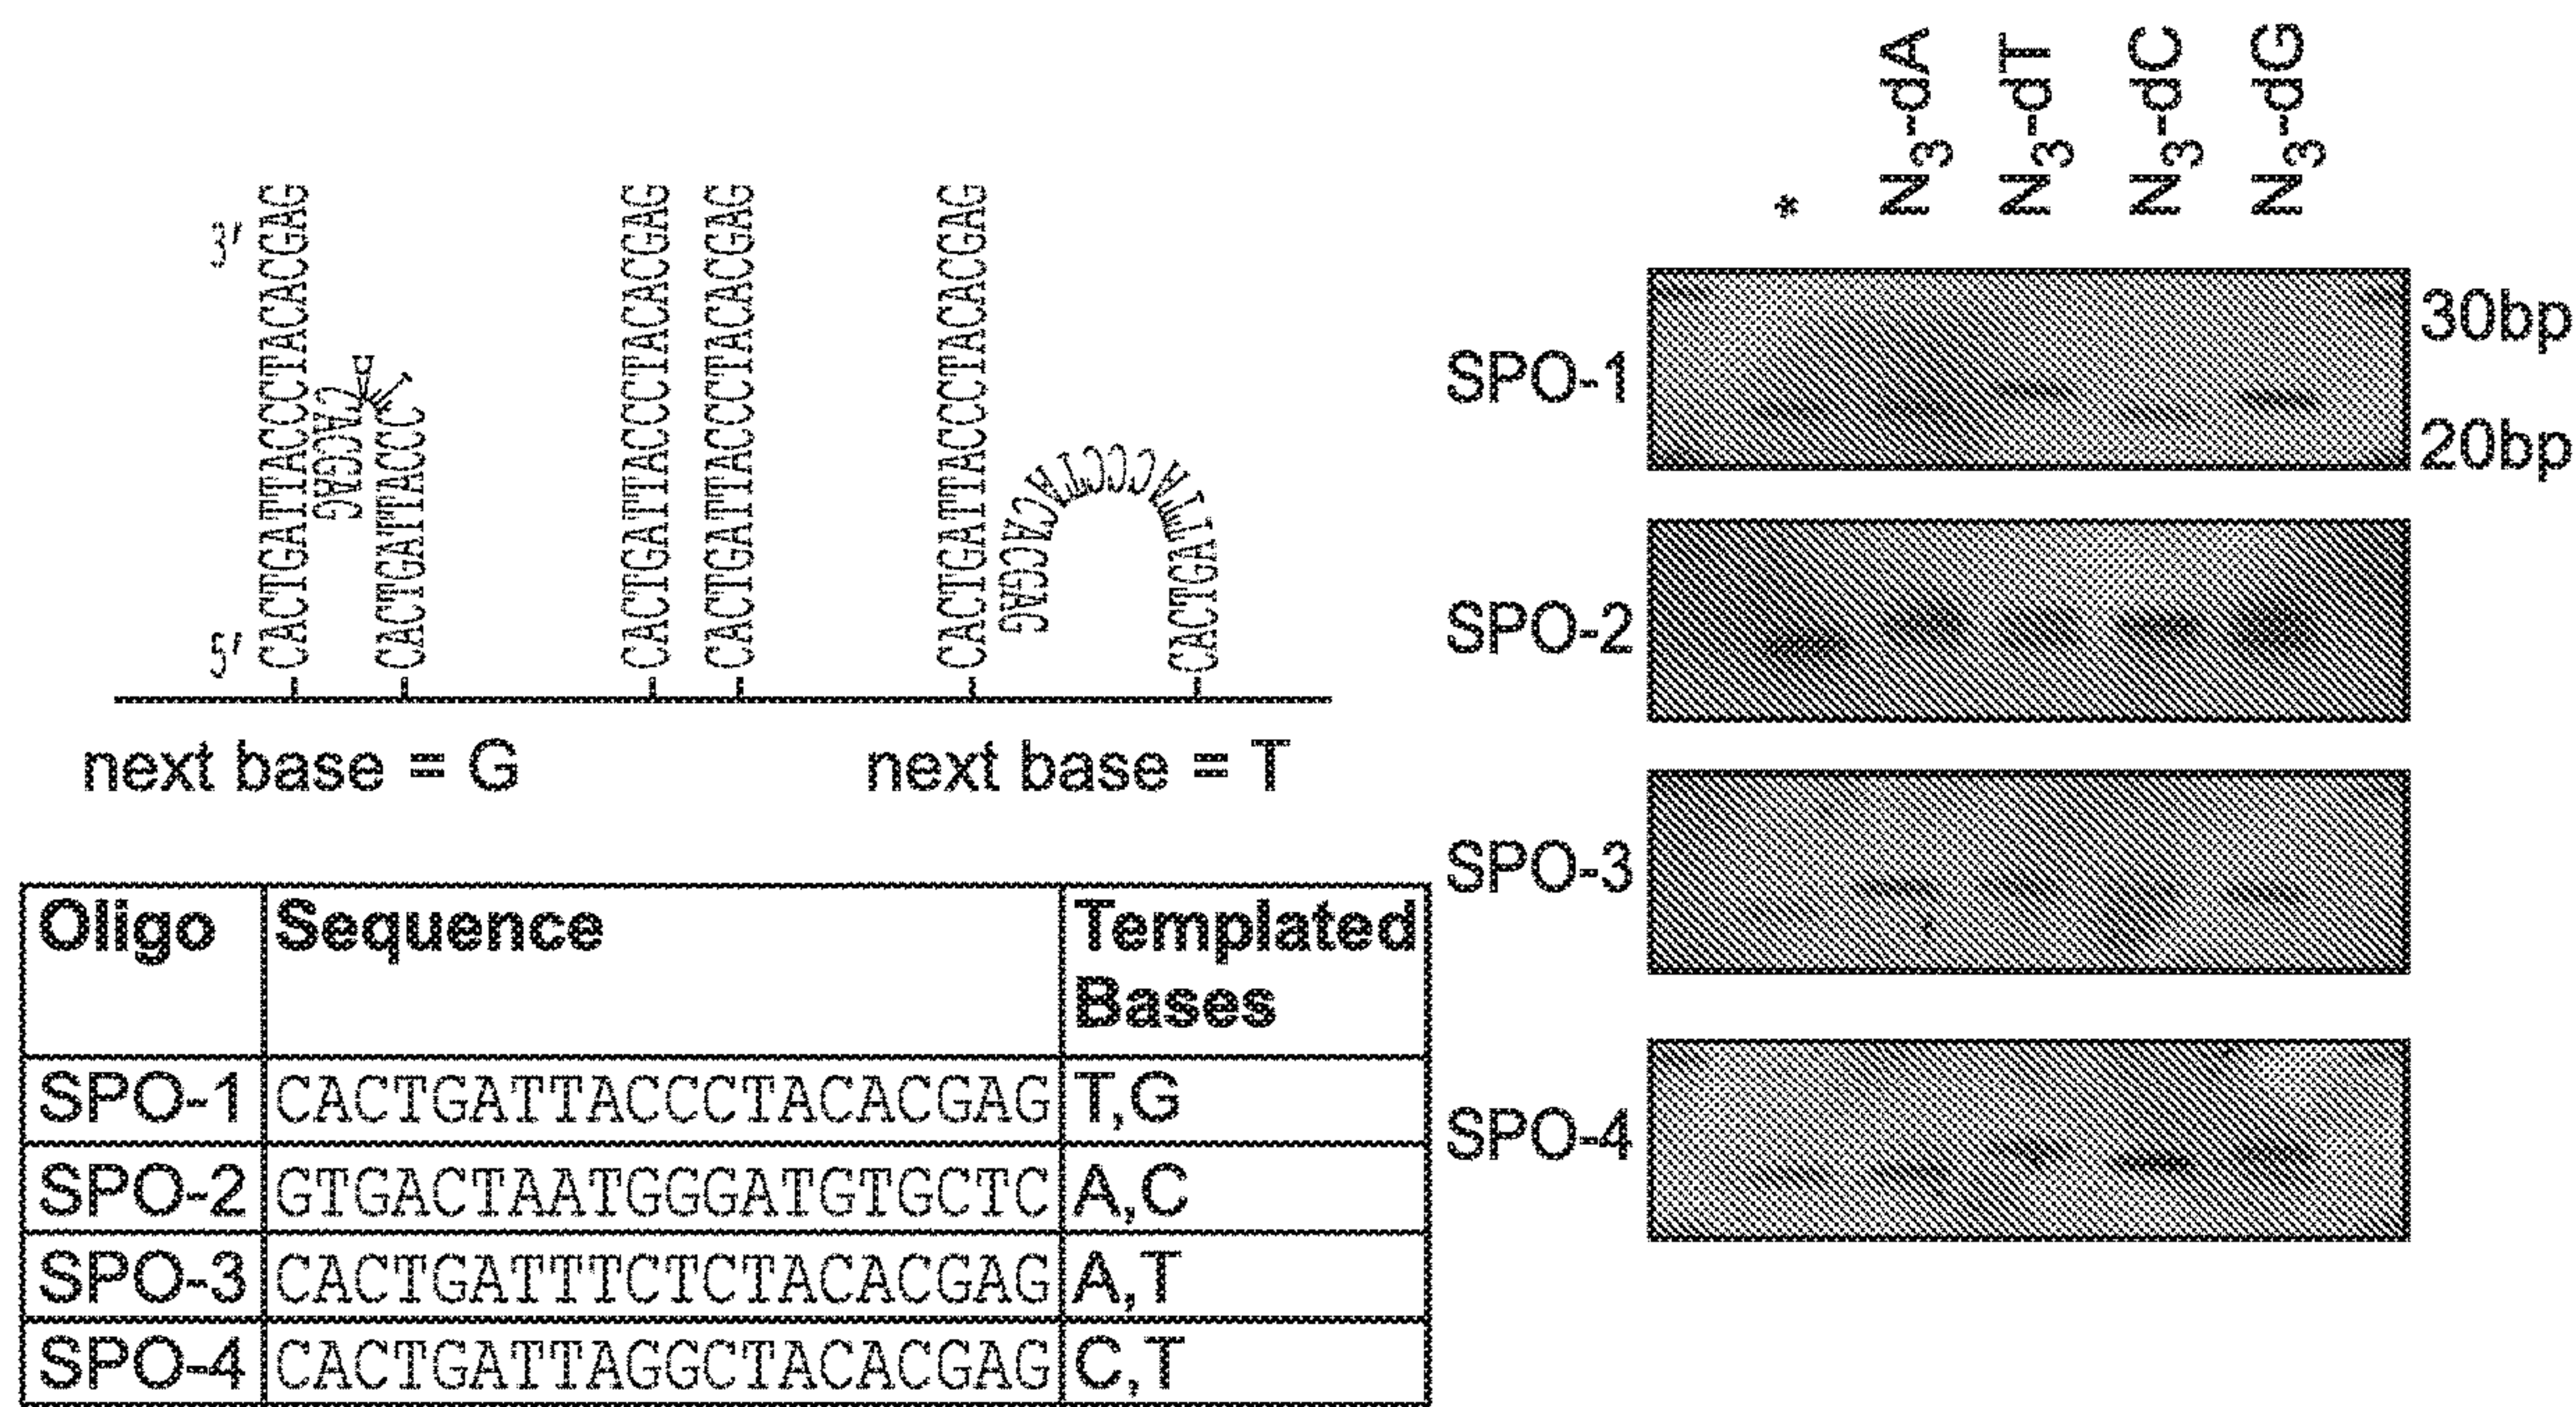 3'
5'
CACTGATTACCCTACACGAG
CACTGATTACCC
CACGAG
CACTGATTACCCTACACGAG
CACTGATTACCCTACACGAG
CACTGATTACCCTACACGAG
CACTGATTACCCTACACGAG
next base = G
next base = T
Oligo Sequence Templated Bases
SPO-1 CACTGATTACCCTACACGAG T,G
SPO-2 GTGACTAATGGGATGTGCTC A,C
SPO-3 CACTGATTTCTCTACACGAG A,T
SPO-4 CACTGATTAGGCTACACGAG C,T
* N3-dA N3-dT N3-dC N3-dG
SPO-1
30bp
20bp
SPO-2
SPO-3
SPO-4